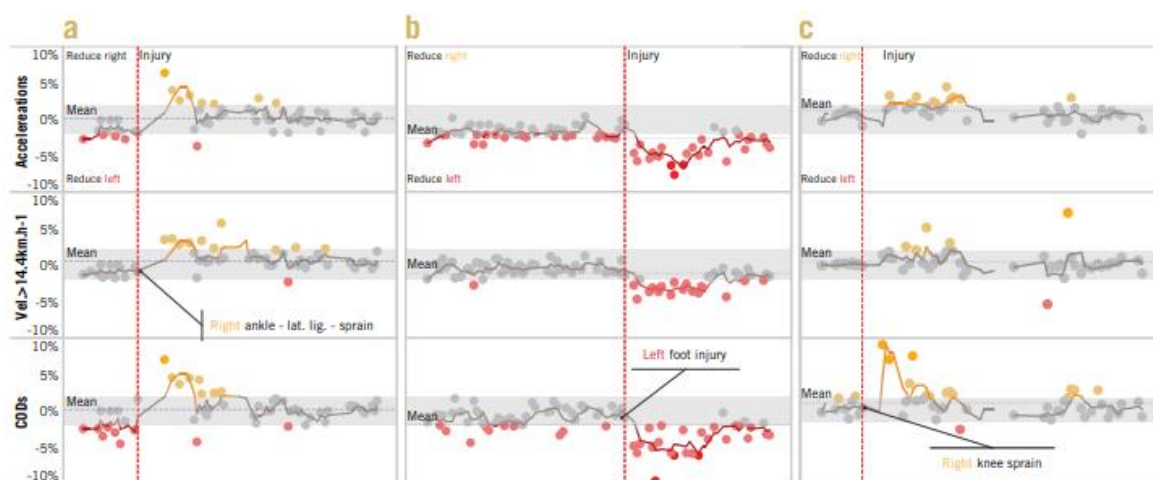 a
b
c
10%
5%
0%
-5%
-10%
Accelereations
Reduce right
Injury
Mean
Reduce left
Reduce right
Injury
Mean
Reduce left
Reduce right
Injury
Mean
Reduce left
10%
5%
0%
-5%
-10%
Vel.>14.4km.h-1
Mean
Right ankle - lat. lig. - sprain
Mean
Mean
10%
5%
0%
-5%
-10%
CODs
Mean
Left foot injury
Mean
Mean
Right knee sprain